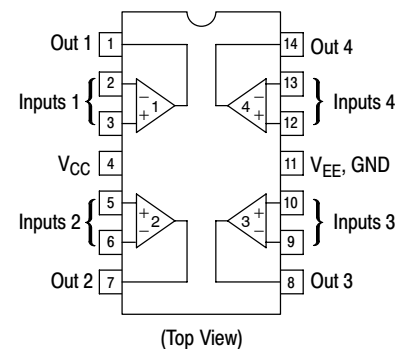 Out 1 1 14 Out 4
Inputs 1 2 − 1 − 13 Inputs 4
3 + 4 + 12
VCC 4 11 VEE, GND
Inputs 2 5 + 2 3 + 10 Inputs 3
6 − − 9
Out 2 7 8 Out 3
(Top View)